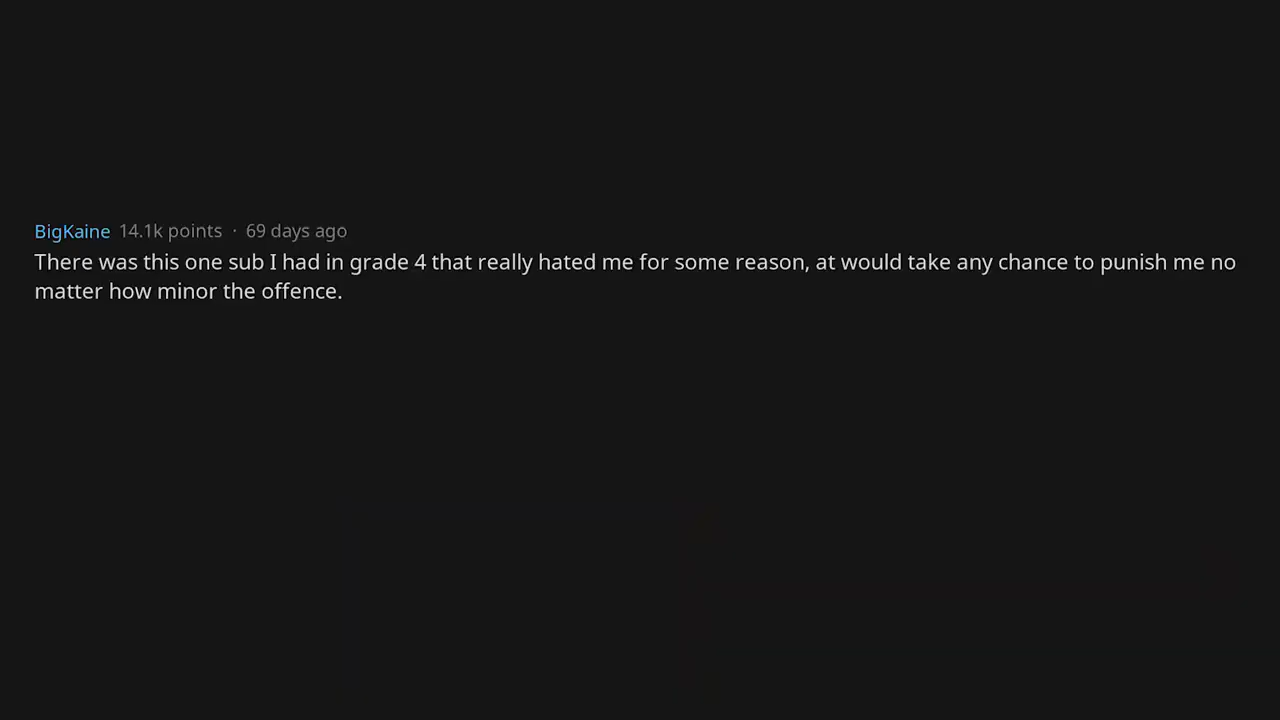 BigKaine 14.1k points · 69 days ago
There was this one sub I had in grade 4 that really hated me for some reason, at would take any chance to punish me no
matter how minor the offence.